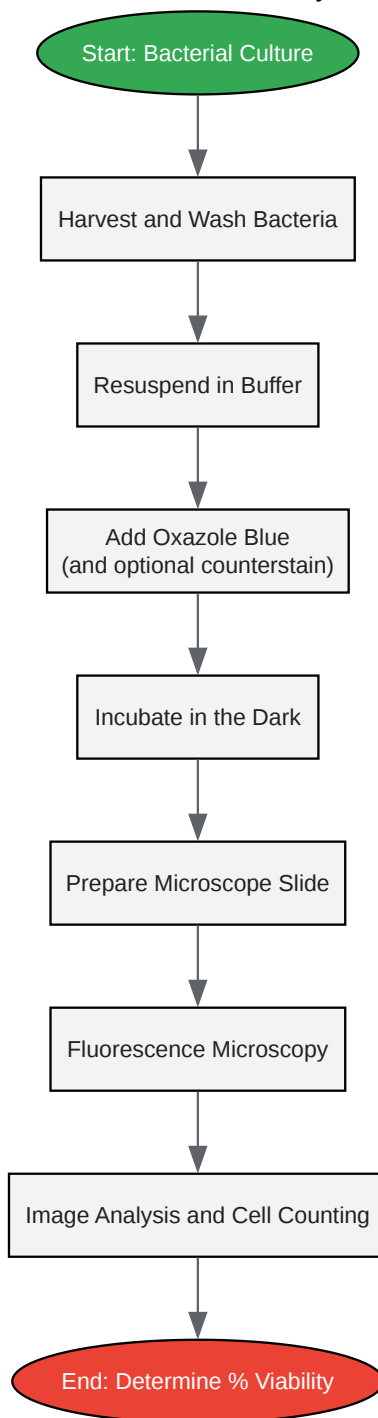 Start: Bacterial Culture
Harvest and Wash Bacteria
Resuspend in Buffer
Add Oxazole Blue
(and optional counterstain)
Incubate in the Dark
Prepare Microscope Slide
Fluorescence Microscopy
Image Analysis and Cell Counting
End: Determine % Viability